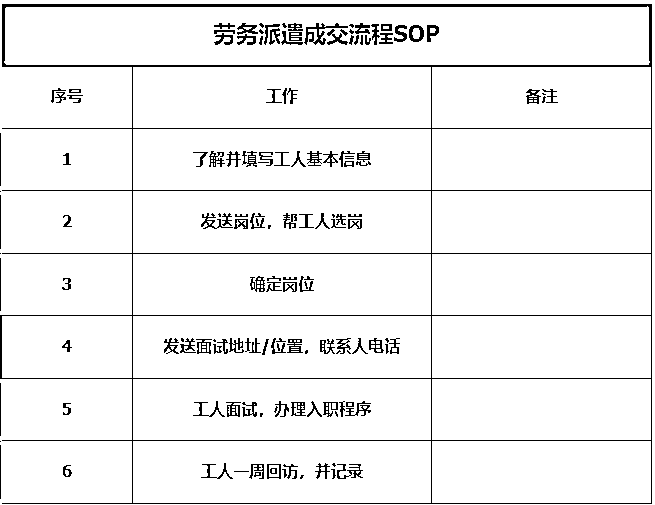 劳务派遣成交流程SOP
序号 工作 备注
1 了解并填写工人基本信息
2 发送岗位，帮工人选岗
3 确定岗位
4 发送面试地址/位置，联系人电话
5 工人面试，办理入职程序
6 工人一周回访，并记录